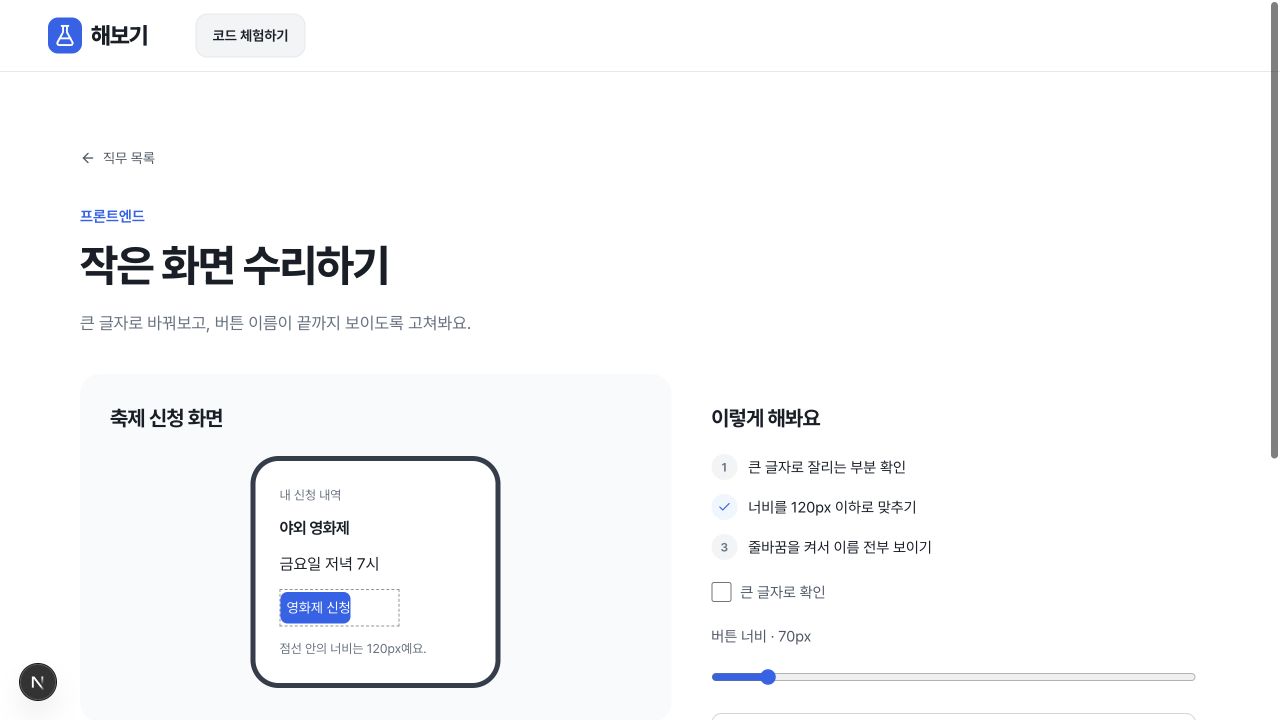 해보기
코드 체험하기
직무 목록
프론트엔드
작은 화면 수리하기
큰 글자로 바꿔보고, 버튼 이름이 끝까지 보이도록 고쳐봐요.
축제 신청 화면
내 신청 내역
야외 영화제
금요일 저녁 7시
영화제 신청
점선 안의 너비는 120px예요.
이렇게 해봐요
1 큰 글자로 잘리는 부분 확인
너비를 120px 이하로 맞추기
3 줄바꿈을 켜서 이름 전부 보이기
큰 글자로 확인
버튼 너비 · 70px
N